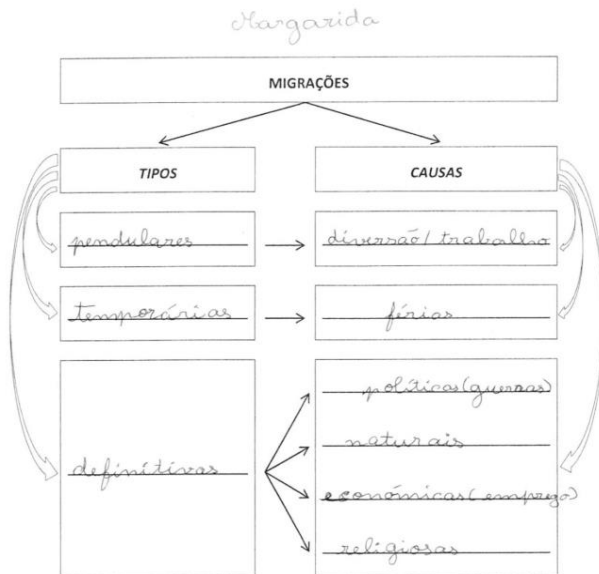 Margarida
MIGRAÇÕES
TIPOS
CAUSAS
pendulares
diversão/trabalho
temporárias
férias
definitivas
políticas(guerras)
naturais
económicas(emprego)
religiosas